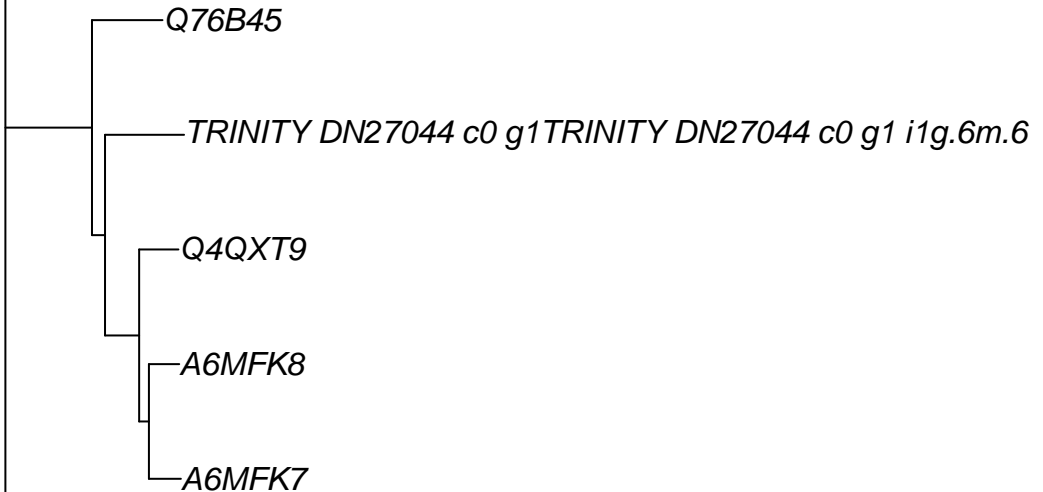 Q76B45
TRINITY DN27044 c0 g1TRINITY DN27044 c0 g1 i1g.6m.6
Q4QXT9
A6MFK8
A6MFK7